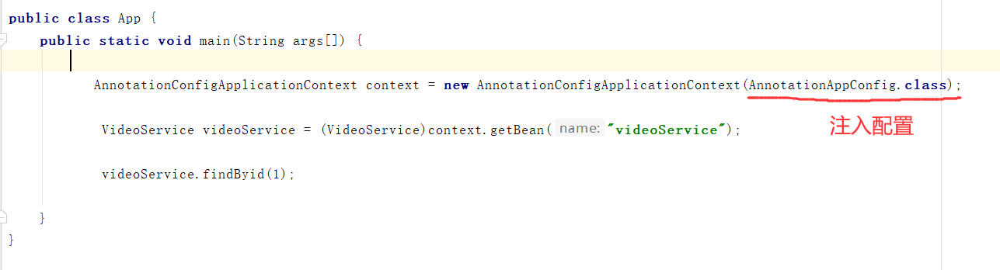 public class App {
public static void main(String args[]) {
AnnotationConfigApplicationContext context = new AnnotationConfigApplicationContext(AnnotationAppConfig.class);
注入配置
VideoService videoService = (VideoService)context.getBean( name: "videoService");
videoService.findByid(1);
}
}